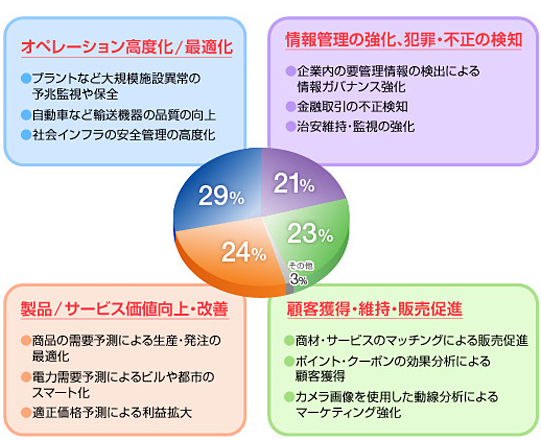 オペレーション高度化/最適化
●プラントなど大規模施設異常の
予兆監視や保全
●自動車など輸送機器の品質の向上
●社会インフラの安全管理の高度化
情報管理の強化、犯罪・不正の検知
●企業内の要管理情報の検出による
情報ガバナンス強化
●金融取引の不正検知
●治安維持・監視の強化
29%
21%
24%
23%
その他
3%
製品/サービス価値向上・改善
●商品の需要予測による生産・発注の
最適化
●電力需要予測によるビルや都市の
スマート化
●適正価格予測による利益拡大
顧客獲得・維持・販売促進
●商材・サービスのマッチングによる販売促進
●ポイント・クーポンの効果分析による
顧客獲得
●カメラ画像を使用した動線分析による
マーケティング強化